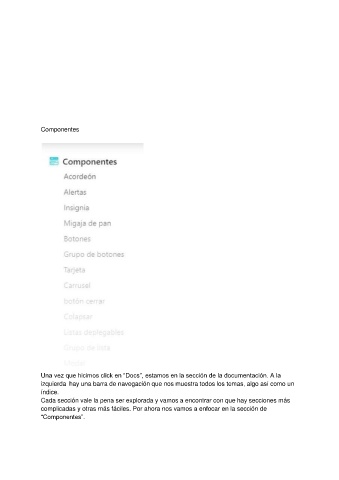 Componentes
Componentes
Acordeón
Alertas
Insignia
Migaja de pan
Botones
Grupo de botones
Tarjeta
Carrusel
botón cerrar
Colapsar
Listas desplegables
Grupo de lista
Una vez que hicimos click en "Docs", estamos en la sección de la documentación. A la
izquierda hay una barra de navegación que nos muestra todos los temas, algo asi como un
índice.
Cada sección vale la pena ser explorada y vamos a encontrar con que hay secciones más
complicadas y otras más fáciles. Por ahora nos vamos a enfocar en la sección de
"Componentes".